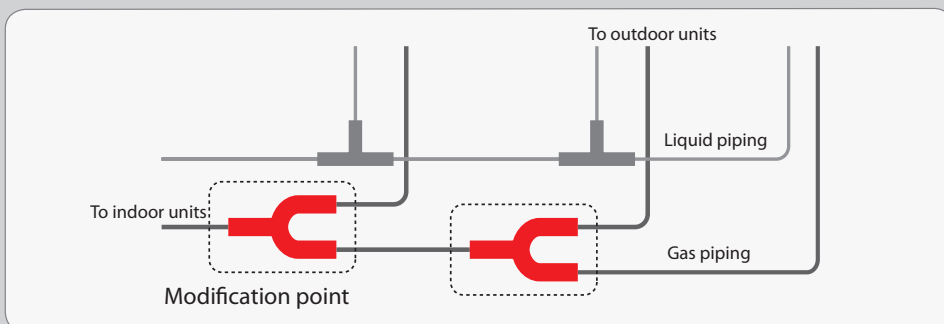 To outdoor units
Liquid piping
To indoor units
Gas piping
Modification point